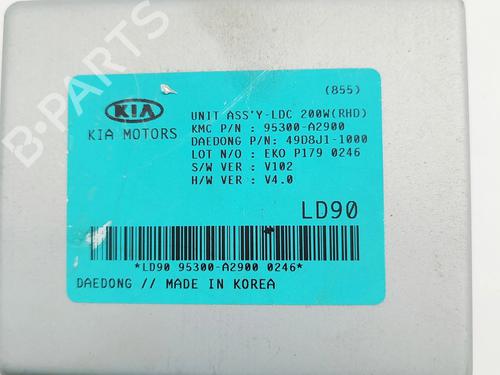 (855)
KIA
KIA MOTORS
UNIT ASS'Y-LDC 200W(RHD)
KMC P/N : 95300-A2900
DAEDONG P/N: 49D8J1-1000
LOT N/O : EKO P179 0246
S/W VER : V102
H/W VER : V4.0
LD90
*LD90 95300-A2900 0246*
DAEDONG // MADE IN KOREA
B-PARTS